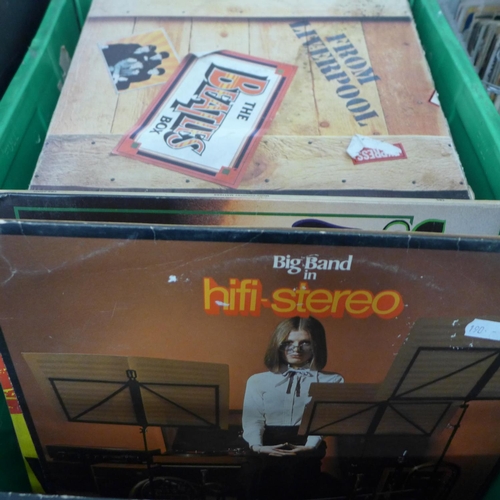 FROM
LIVERPOOL
THE
BEATLES
BOX
Big Band
in
hifi-stereo